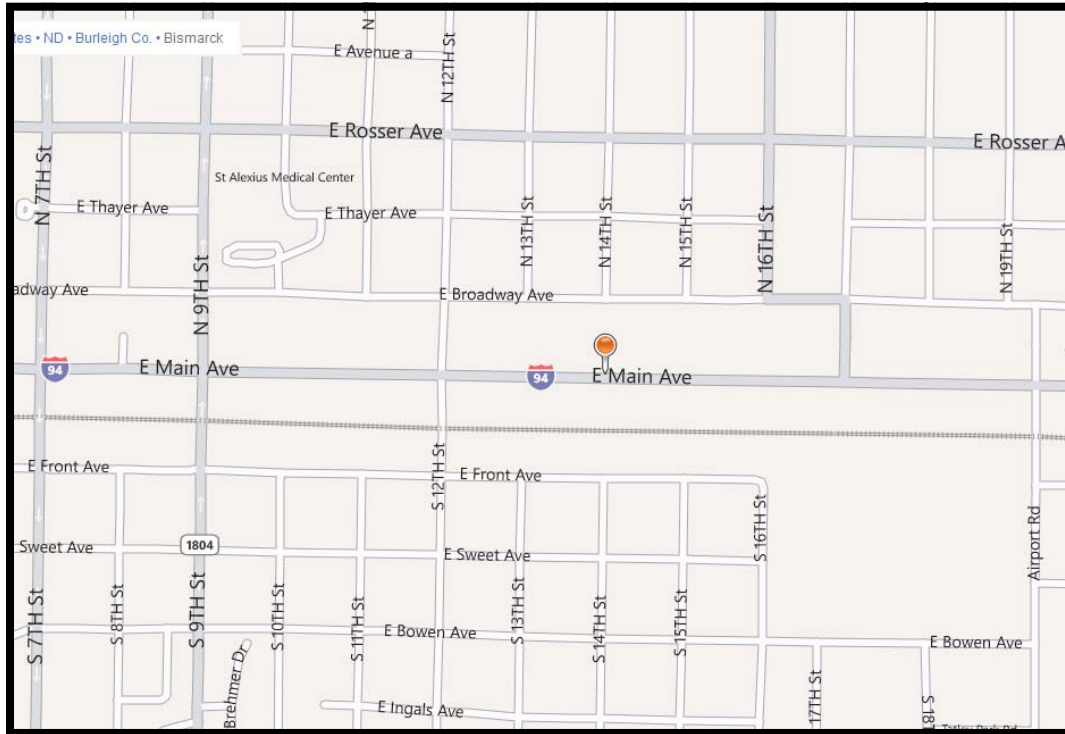 tes • ND • Burleigh Co. • Bismarck
N 12TH St
E Avenue a
E Rosser Ave
E Rosser A
N 7TH St
St Alexius Medical Center
E Thayer Ave
E Thayer Ave
N 13TH St
N 14TH St
N 15TH St
N 16TH St
N 19TH St
N 9TH St
adway Ave
E Broadway Ave
94
E Main Ave
94
E Main Ave
E Front Ave
S 12TH St
E Front Ave
S 16TH St
Airport Rd
Sweet Ave
1804
E Sweet Ave
S 7TH St
S 8TH St
S 9TH St
S 10TH St
S 11TH St
E Bowen Ave
S 13TH St
S 14TH St
S 15TH St
E Bowen Ave
Brehmer Dr
E Ingals Ave
17TH St